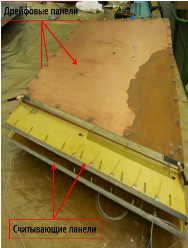 Дрейфовые панели
Считывающие панели